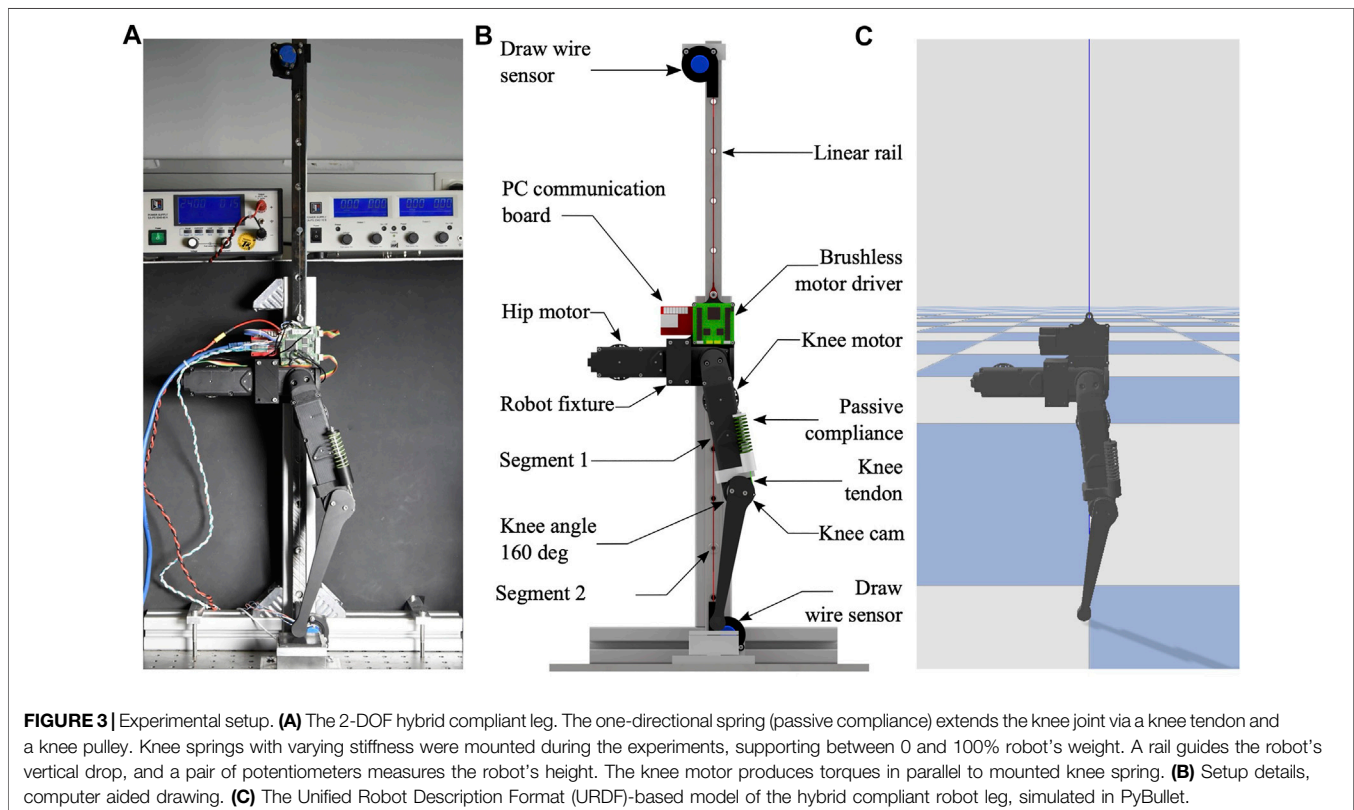 A
B
C
Draw wire
sensor
Linear rail
PC communication
board
Brushless
motor driver
Hip motor
Knee motor
Robot fixture
Passive
compliance
Segment 1
Knee
tendon
Knee angle
160 deg
Knee cam
Segment 2
Draw wire
sensor
FIGURE 3 | Experimental setup. (A) The 2-DOF hybrid compliant leg. The one-directional spring (passive compliance) extends the knee joint via a knee tendon and
a knee pulley. Knee springs with varying stiffness were mounted during the experiments, supporting between 0 and 100% robot's weight. A rail guides the robot's
vertical drop, and a pair of potentiometers measures the robot's height. The knee motor produces torques in parallel to mounted knee spring. (B) Setup details,
computer aided drawing. (C) The Unified Robot Description Format (URDF)-based model of the hybrid compliant robot leg, simulated in PyBullet.